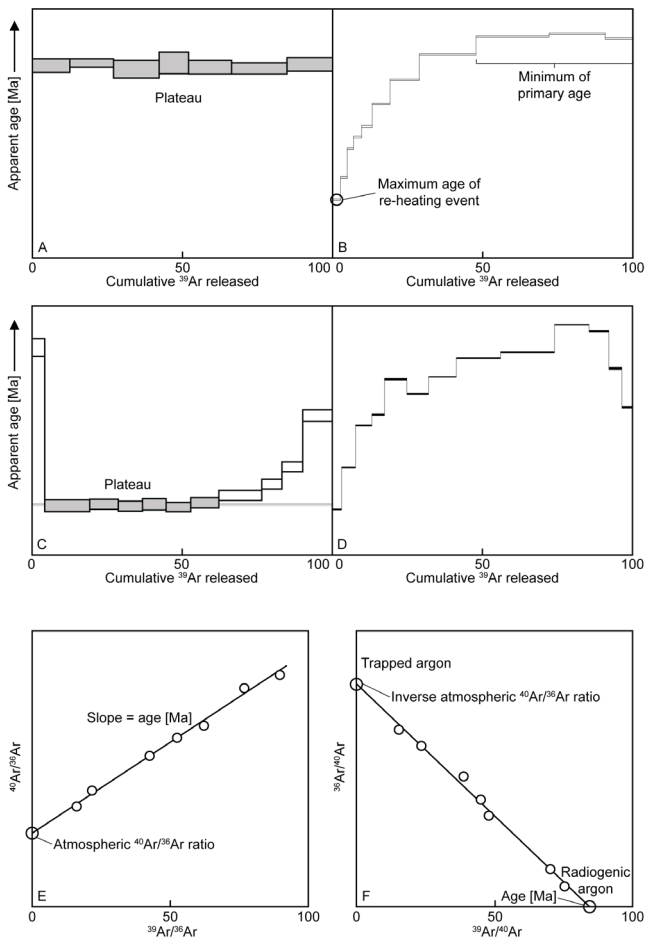 Apparent age [Ma]
Plateau
A
0
50
100
Cumulative ³⁹Ar released
Minimum of
primary age
Maximum age of
re-heating event
B
0
50
100
Cumulative ³⁹Ar released
Apparent age [Ma]
Plateau
C
0
50
100
Cumulative ³⁹Ar released
D
0
50
100
Cumulative ³⁹Ar released
⁴⁰Ar/³⁶Ar
Slope = age [Ma]
Atmospheric ⁴⁰Ar/³⁶Ar ratio
E
0
50
100
³⁹Ar/³⁶Ar
³⁶Ar/⁴⁰Ar
Trapped argon
Inverse atmospheric ⁴⁰Ar/³⁶Ar ratio
Radiogenic
argon
Age [Ma]
F
0
50
100
³⁹Ar/⁴⁰Ar